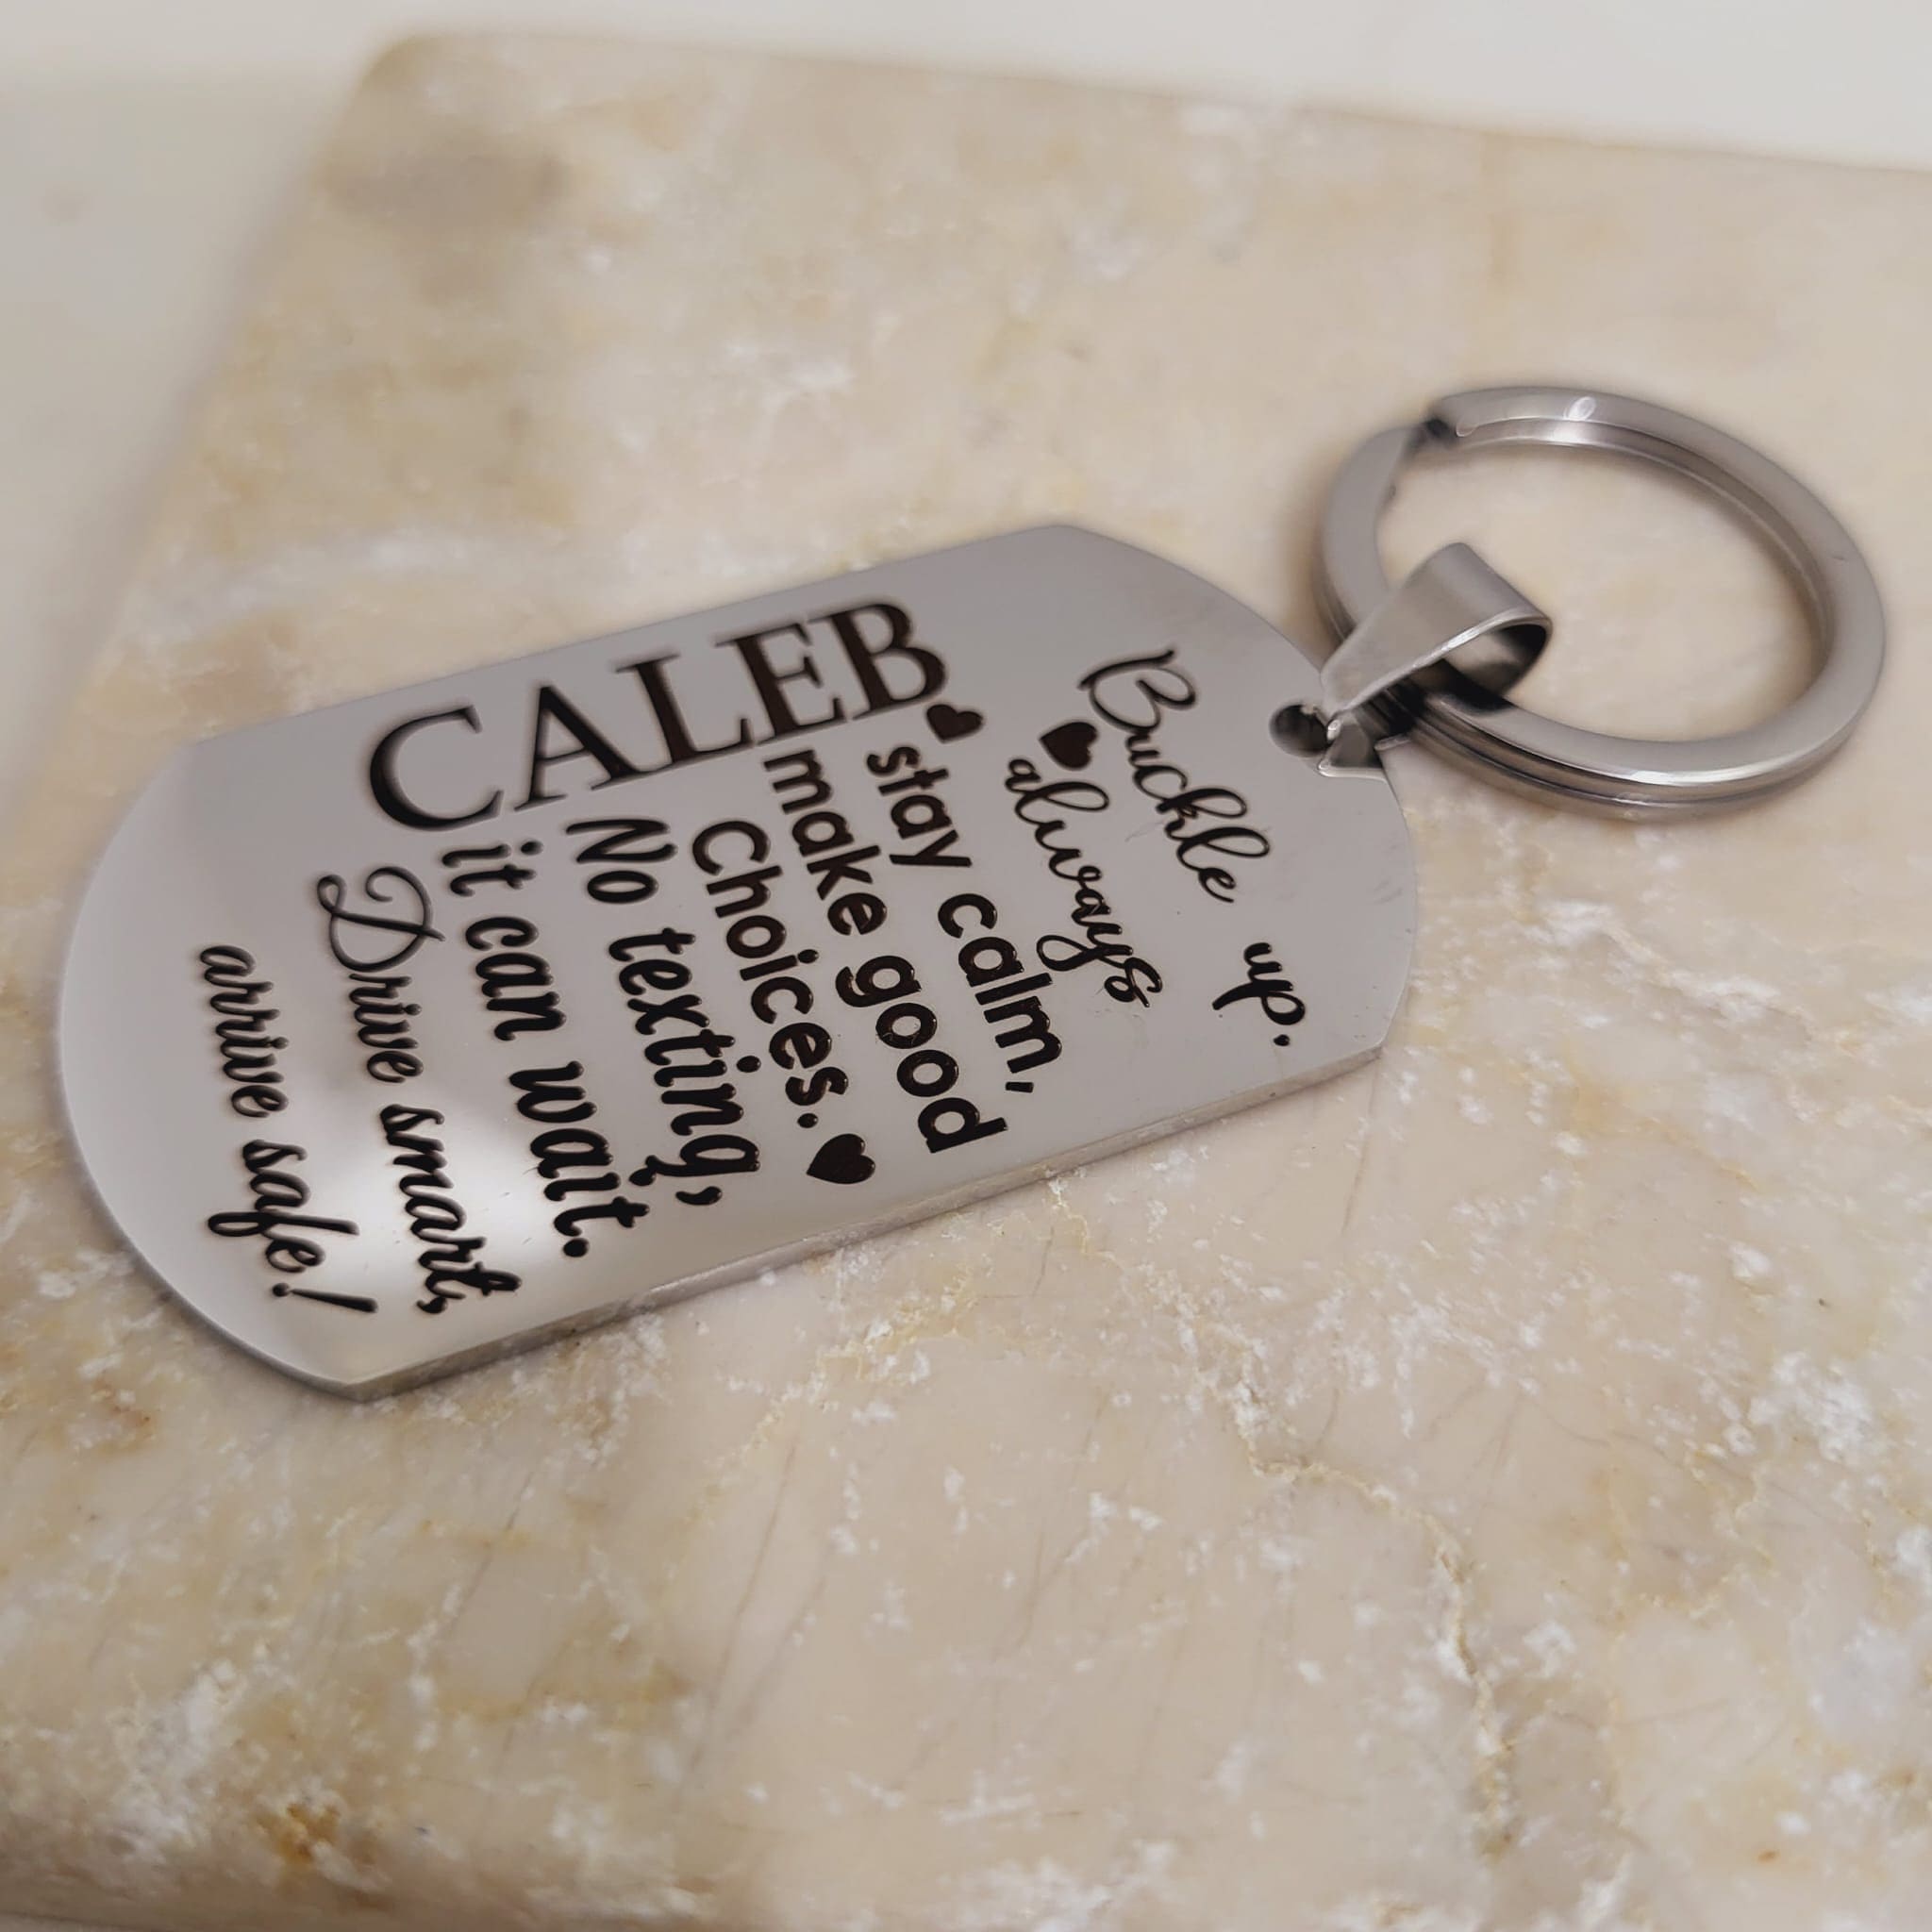 CALEB
Buckle up.
always
stay calm,
make good
Choices.
No texting,
it can wait.
Drive smart,
arrive safe!